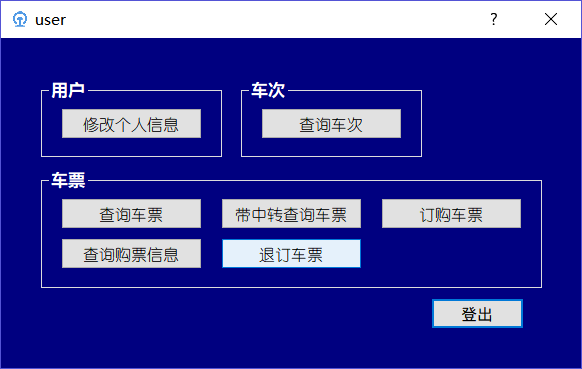 user
?
用户
车次
修改个人信息
查询车次
车票
查询车票
带中转查询车票
订购车票
查询购票信息
退订车票
登出